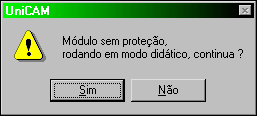 UniCAM
Módulo sem proteção,
rodando em modo didático, continua ?
Sim
Não